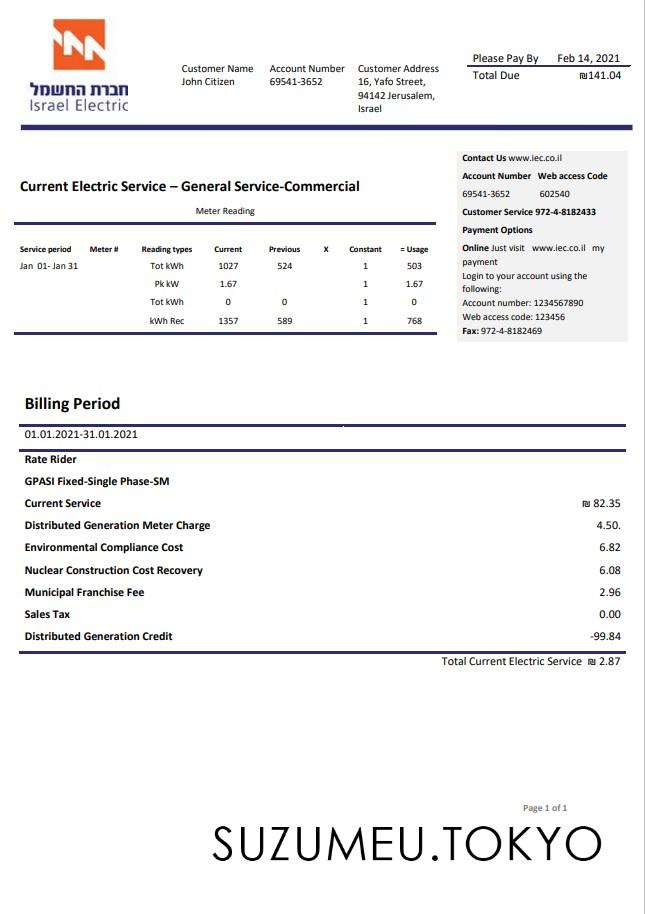 חברת החשמל
Israel Electric
Customer Name Account Number Customer Address
John Citizen 69541-3652 16, Yafo Street,
94142 Jerusalem,
Israel
Please Pay By Feb 14, 2021
Total Due ₪141.04
Current Electric Service – General Service-Commercial
Meter Reading
Service period Meter # Reading types Current Previous X Constant = Usage
Jan 01- Jan 31 Tot kWh 1027 524 1 503
Pk kW 1.67 1 1.67
Tot kWh 0 0 1 0
kWh Rec 1357 589 1 768
Contact Us www.iec.co.il
Account Number Web access Code
69541-3652 602540
Customer Service 972-4-8182433
Payment Options
Online Just visit www.iec.co.il my
payment
Login to your account using the
following:
Account number: 1234567890
Web access code: 123456
Fax: 972-4-8182469
Billing Period
01.01.2021-31.01.2021
Rate Rider
GPASI Fixed-Single Phase-SM
Current Service ₪ 82.35
Distributed Generation Meter Charge 4.50.
Environmental Compliance Cost 6.82
Nuclear Construction Cost Recovery 6.08
Municipal Franchise Fee 2.96
Sales Tax 0.00
Distributed Generation Credit -99.84
Total Current Electric Service ₪ 2.87
Page 1 of 1
SUZUMEU.TOKYO